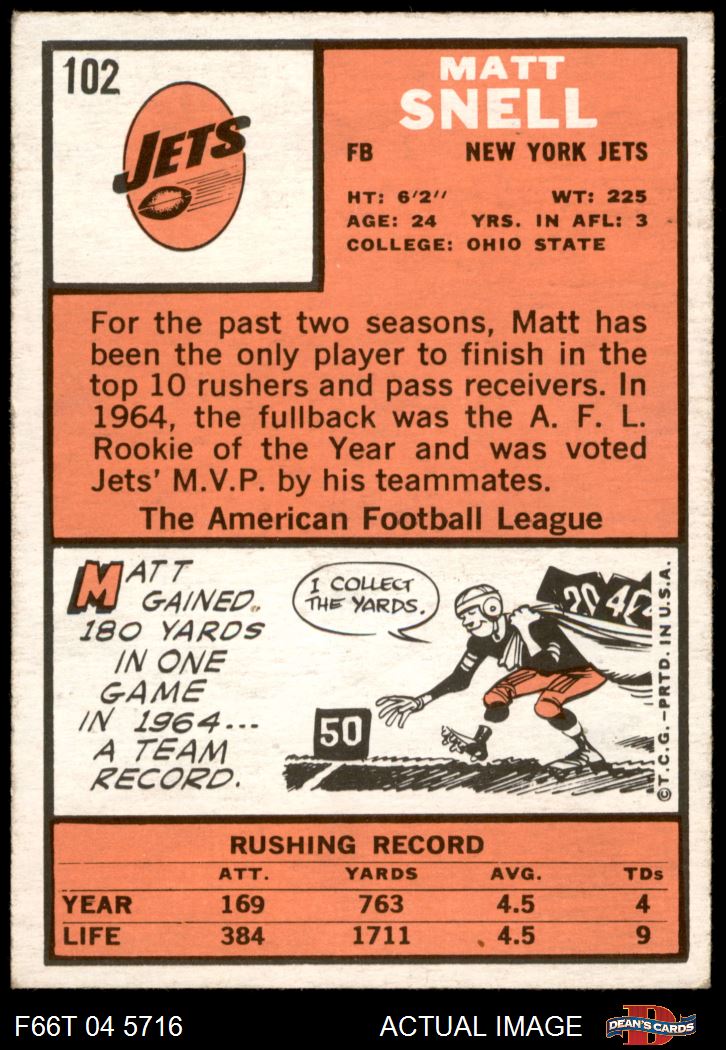 102
JETS
MATT
SNELL
FB NEW YORK JETS
HT: 6'2'' WT: 225
AGE: 24 YRS. IN AFL: 3
COLLEGE: OHIO STATE
For the past two seasons, Matt has
been the only player to finish in the
top 10 rushers and pass receivers. In
1964, the fullback was the A. F. L.
Rookie of the Year and was voted
Jets' M.V.P. by his teammates.
The American Football League
MATT
GAINED
180 YARDS
IN ONE
GAME
IN 1964...
A TEAM
RECORD.
I COLLECT
THE YARDS.
20 40
50
© T.C.G. – PRTD. IN U.S.A.
RUSHING RECORD
ATT. YARDS AVG. TDs
YEAR 169 763 4.5 4
LIFE 384 1711 4.5 9
F66T 04 5716 ACTUAL IMAGE D DEAN'S CARDS